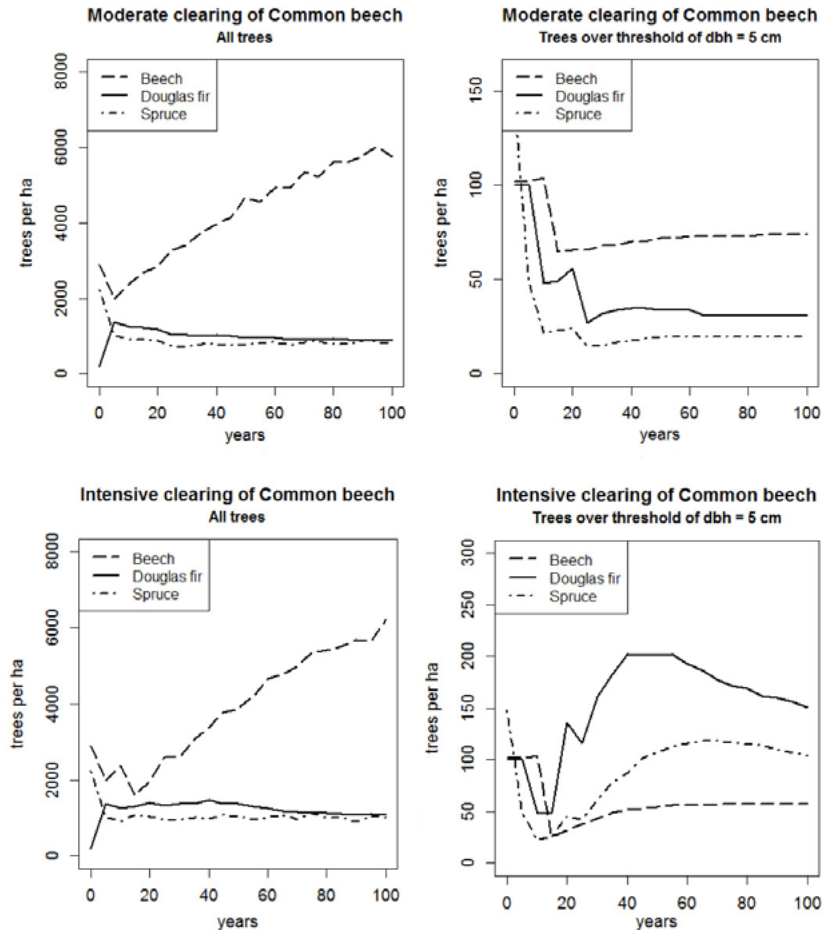 Moderate clearing of Common beech
All trees
Beech
Douglas fir
Spruce
trees per ha
0
2000
4000
6000
8000
0
20
40
60
80
100
years
Moderate clearing of Common beech
Trees over threshold of dbh = 5 cm
Beech
Douglas fir
Spruce
trees per ha
0
50
100
150
0
20
40
60
80
100
years
Intensive clearing of Common beech
All trees
Beech
Douglas fir
Spruce
trees per ha
0
2000
4000
6000
8000
0
20
40
60
80
100
years
Intensive clearing of Common beech
Trees over threshold of dbh = 5 cm
Beech
Douglas fir
Spruce
trees per ha
0
50
100
150
200
250
300
0
20
40
60
80
100
years